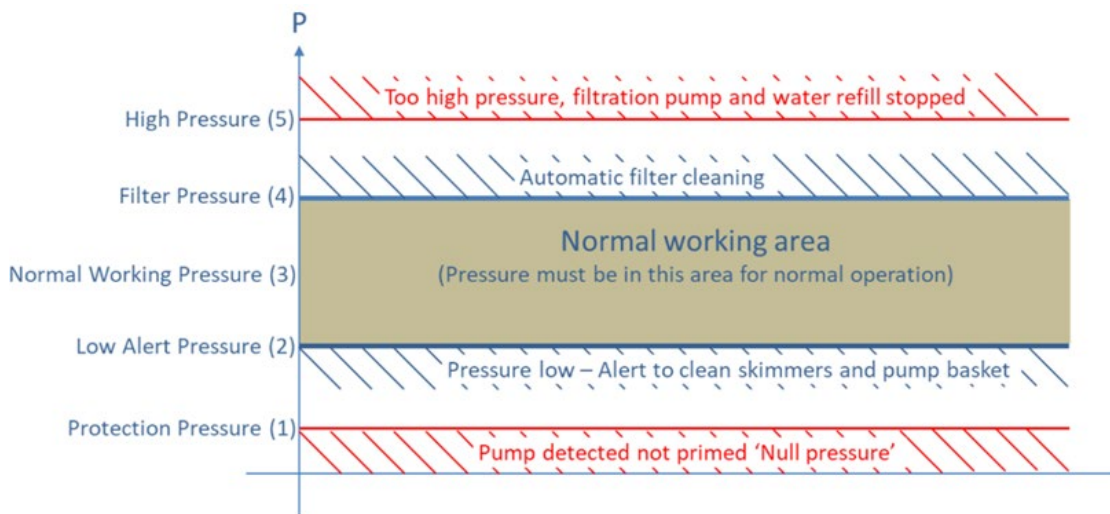 P
Too high pressure, filtration pump and water refill stopped
High Pressure (5)
Automatic filter cleaning
Filter Pressure (4)
Normal working area
Normal Working Pressure (3)
(Pressure must be in this area for normal operation)
Low Alert Pressure (2)
Pressure low – Alert to clean skimmers and pump basket
Protection Pressure (1)
Pump detected not primed ‘Null pressure’